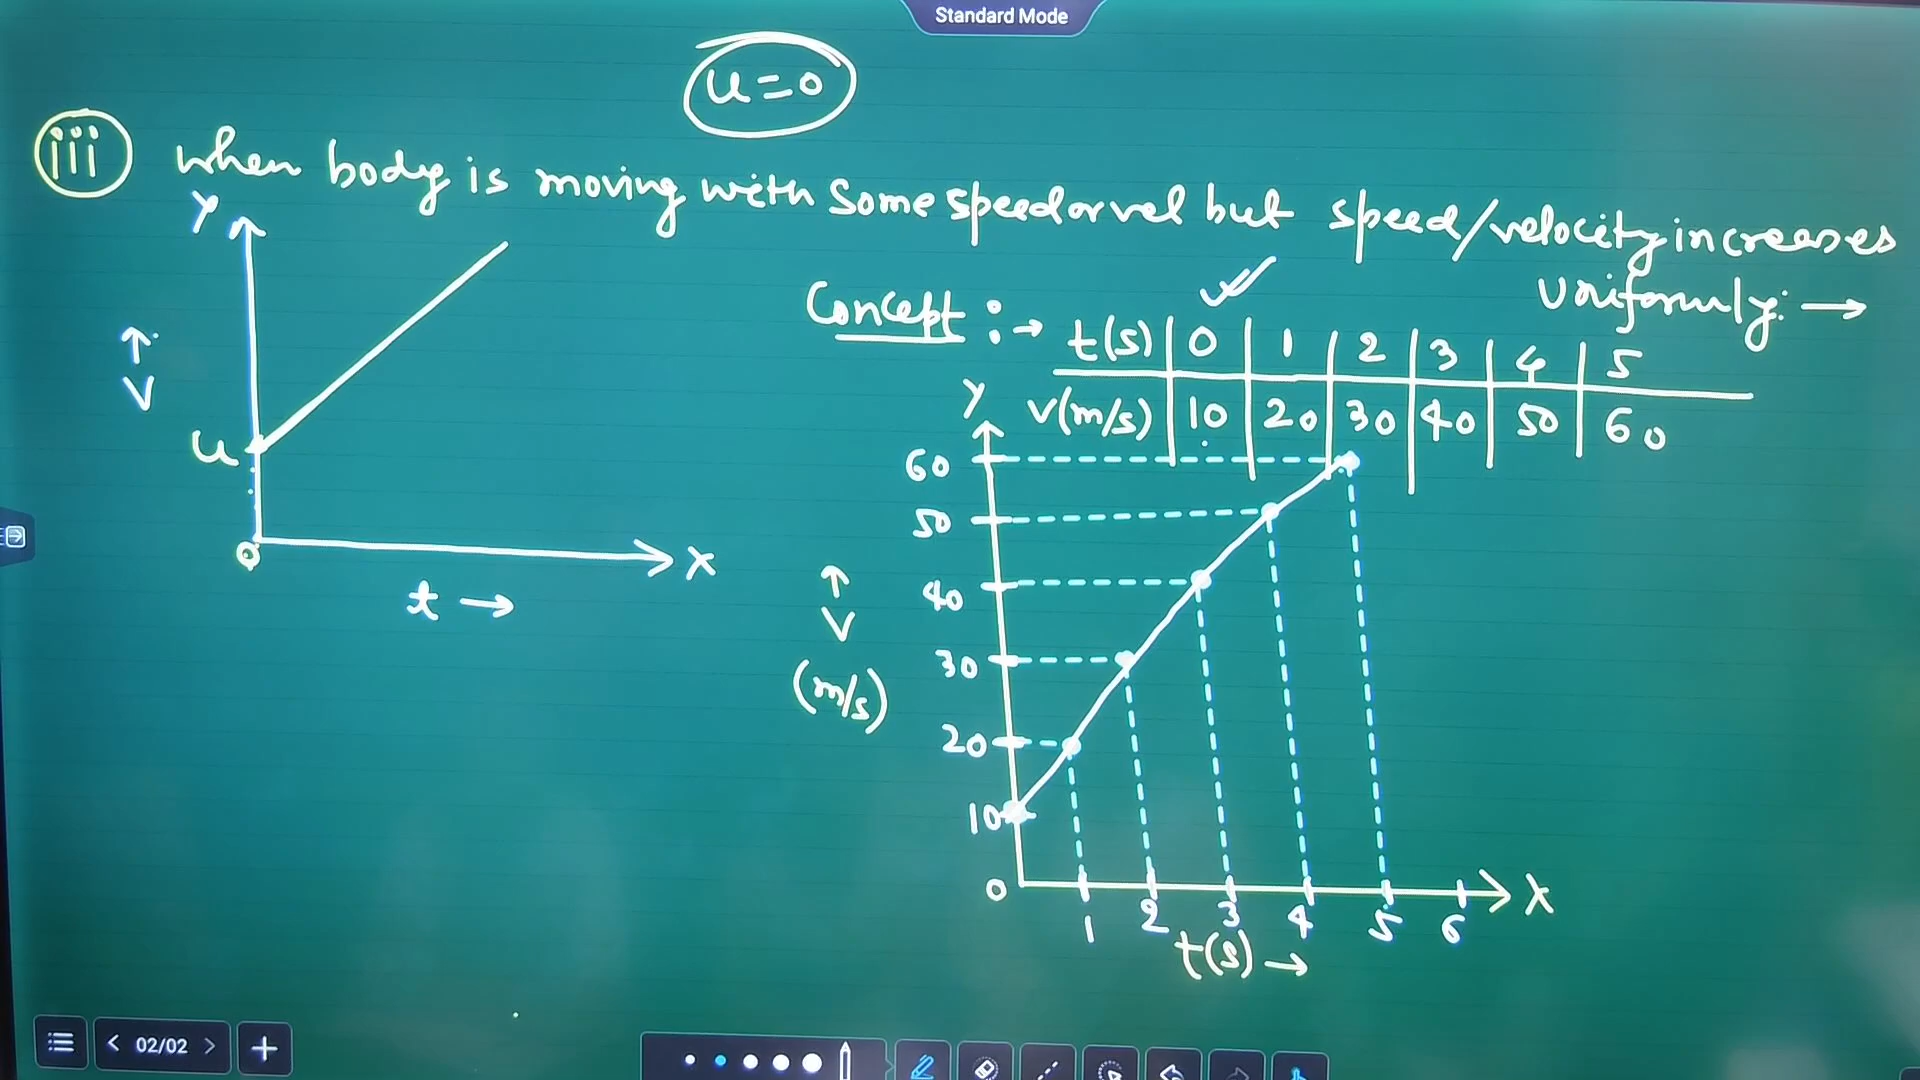 Standard Mode
u=0
iii when body is moving with some speed or vel but speed/velocity increases
Uniformly: →
Concept :→
t(s) | 0 | 1 | 2 | 3 | 4 | 5
v(m/s) | 10 | 20 | 30 | 40 | 50 | 60
Y
↑
V
u
O
X
t →
Y
60
50
40
30
20
10
0
↑
V
(m/s)
1 2 3 4 5 6
X
t(s) →
02/02